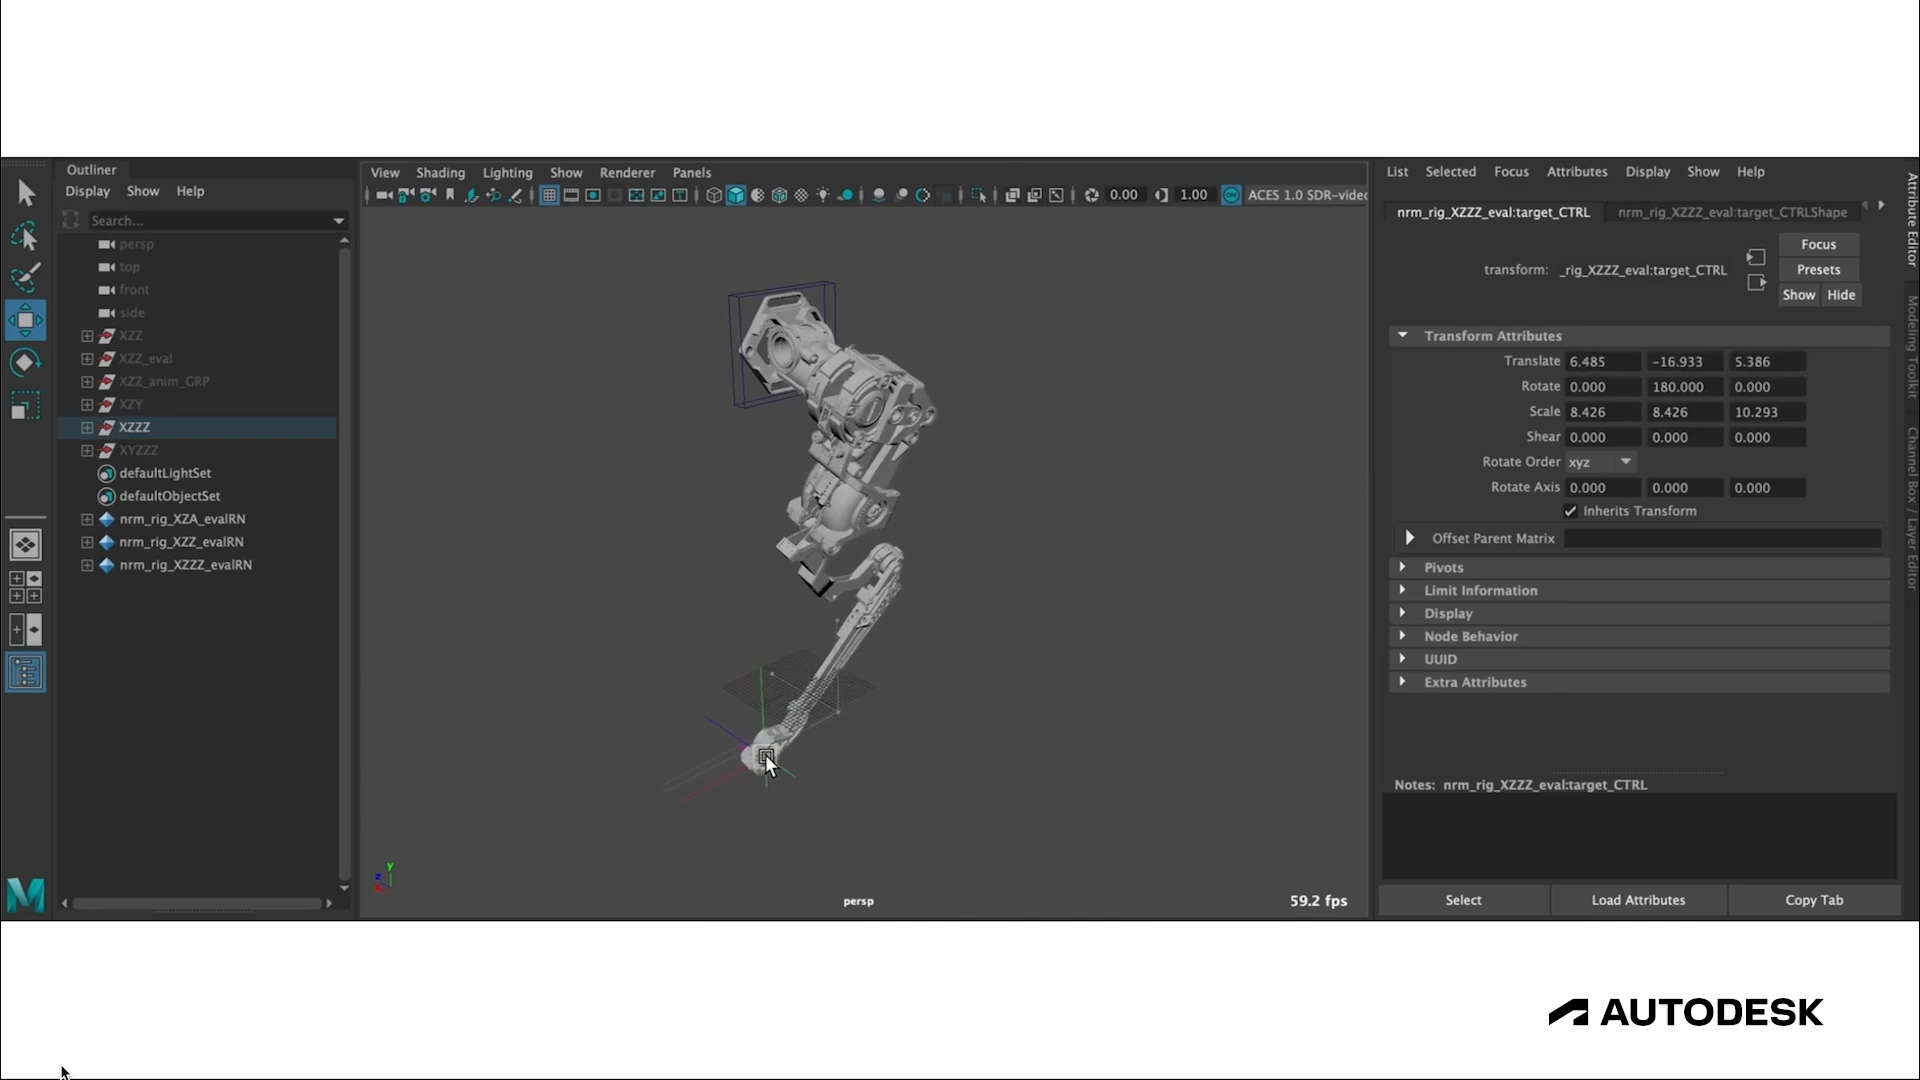 Outliner
Display Show Help
Search...
persp
top
front
side
XZZ
XZZ_eval
XZZ_anim_GRP
XZY
XZZZ
XYZZZ
defaultLightSet
defaultObjectSet
nrm_rig_XZA_evalRN
nrm_rig_XZZ_evalRN
nrm_rig_XZZZ_evalRN
View Shading Lighting Show Renderer Panels
0.00 1.00 ACES 1.0 SDR-videc
persp
59.2 fps
List Selected Focus Attributes Display Show Help
nrm_rig_XZZZ_eval:target_CTRL nrm_rig_XZZZ_eval:target_CTRLShape
Focus
transform: _rig_XZZZ_eval:target_CTRL
Presets
Show Hide
Transform Attributes
Translate 6.485 -16.933 5.386
Rotate 0.000 180.000 0.000
Scale 8.426 8.426 10.293
Shear 0.000 0.000 0.000
Rotate Order xyz
Rotate Axis 0.000 0.000 0.000
Inherits Transform
Offset Parent Matrix
Pivots
Limit Information
Display
Node Behavior
UUID
Extra Attributes
Notes: nrm_rig_XZZZ_eval:target_CTRL
Select Load Attributes Copy Tab
Attribute Editor
Modeling Toolkit
Channel Box / Layer Editor
y
z
x
M
AUTODESK